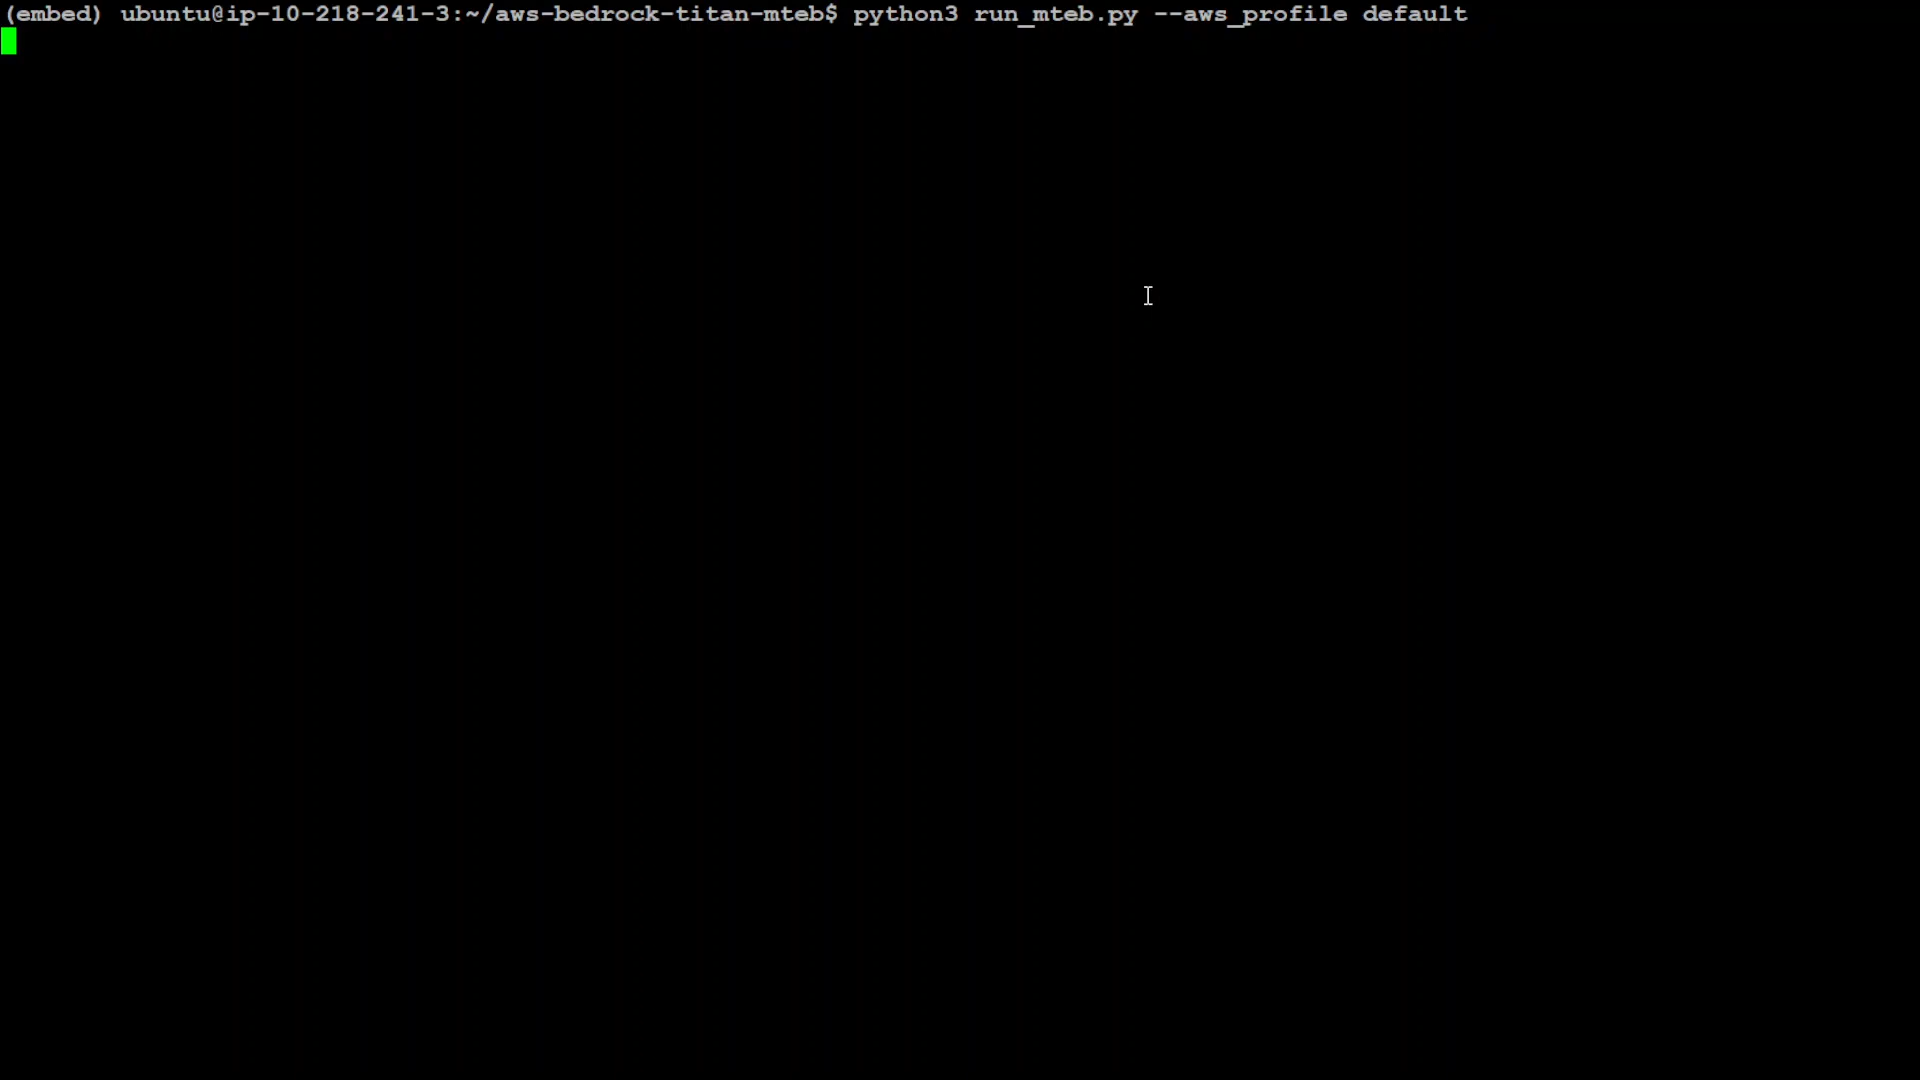 (embed) ubuntu@ip-10-218-241-3:~/aws-bedrock-titan-mteb$ python3 run_mteb.py --aws_profile default